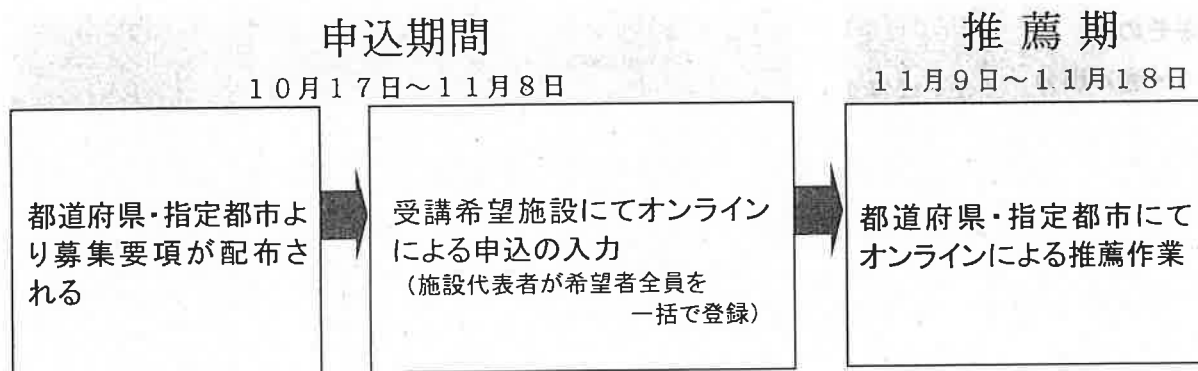 申込期間
10月17日～11月8日
推薦期
11月9日～11月18日
都道府県・指定都市よ
り募集要項が配布さ
れる
受講希望施設にてオンライン
による申込の入力
（施設代表者が希望者全員を
一括で登録）
都道府県・指定都市にて
オンラインによる推薦作業